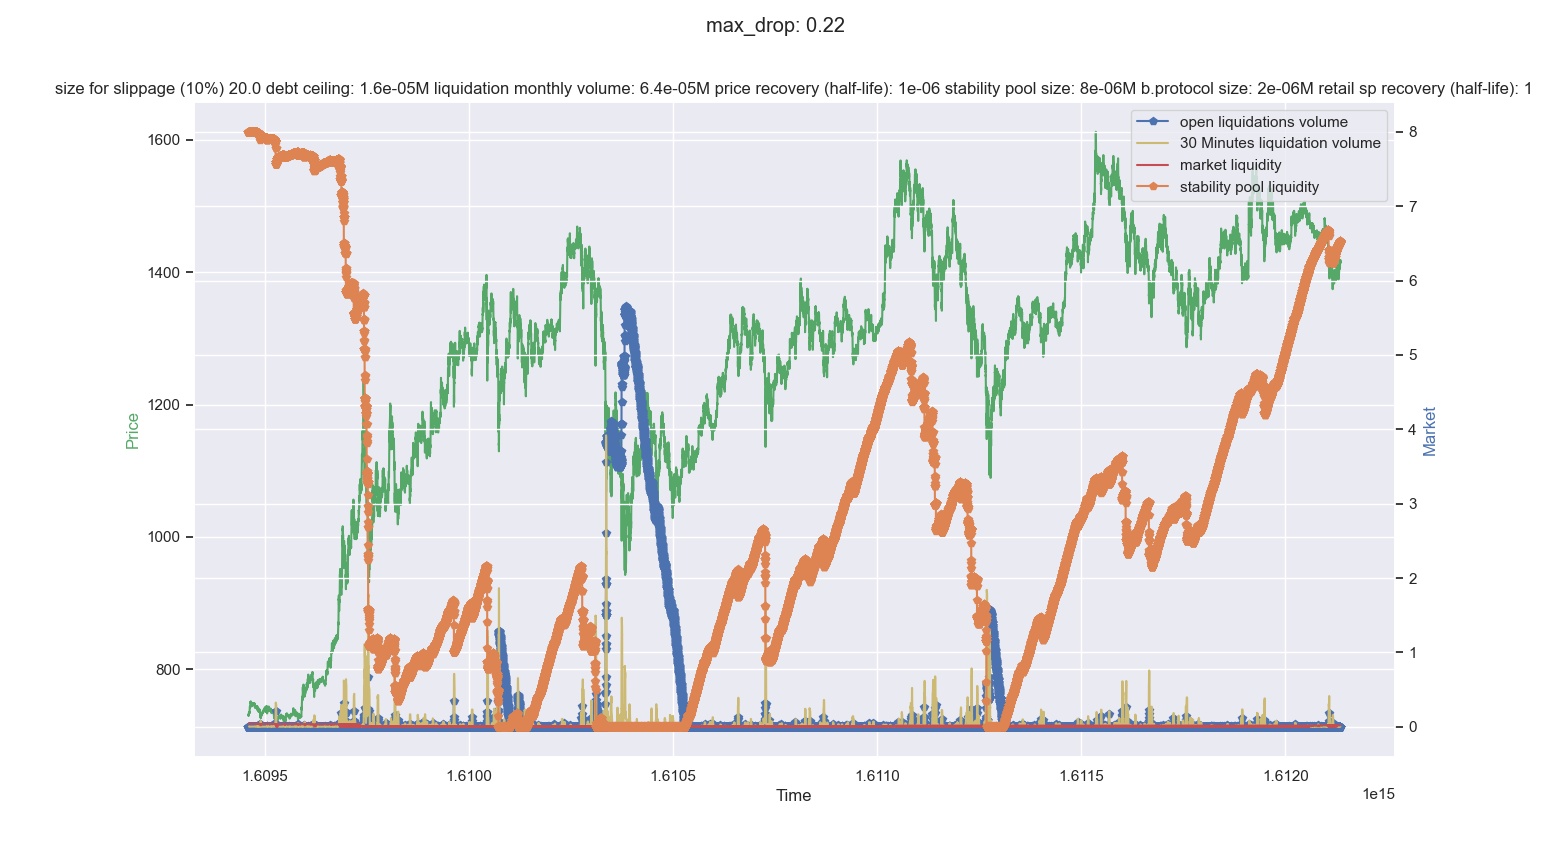 max_drop: 0.22
size for slippage (10%) 20.0 debt ceiling: 1.6e-05M liquidation monthly volume: 6.4e-05M price recovery (half-life): 1e-06 stability pool size: 8e-06M b.protocol size: 2e-06M retail sp recovery (half-life): 1
open liquidations volume
30 Minutes liquidation volume
market liquidity
stability pool liquidity
1600
1400
1200
1000
800
Price
8
7
6
5
4
3
2
1
0
Market
1.6095 1.6100 1.6105 1.6110 1.6115 1.6120
Time
1e15